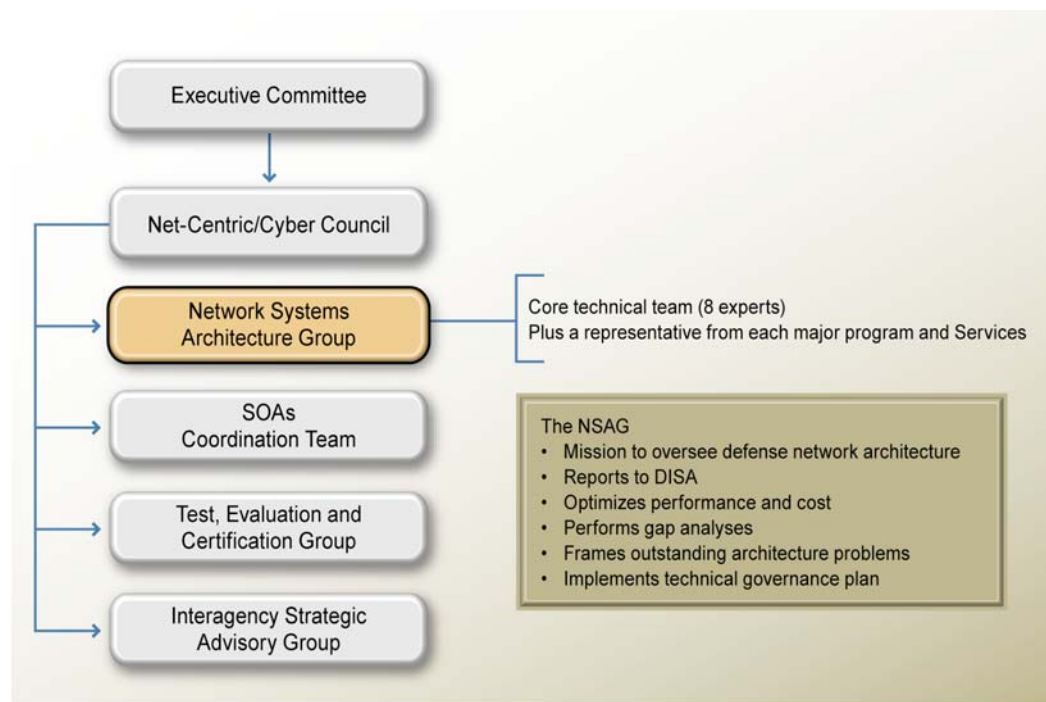 Executive Committee
Net-Centric/Cyber Council
Network Systems
Architecture Group
Core technical team (8 experts)
Plus a representative from each major program and Services
SOAs
Coordination Team
Test, Evaluation and
Certification Group
Interagency Strategic
Advisory Group
The NSAG
• Mission to oversee defense network architecture
• Reports to DISA
• Optimizes performance and cost
• Performs gap analyses
• Frames outstanding architecture problems
• Implements technical governance plan